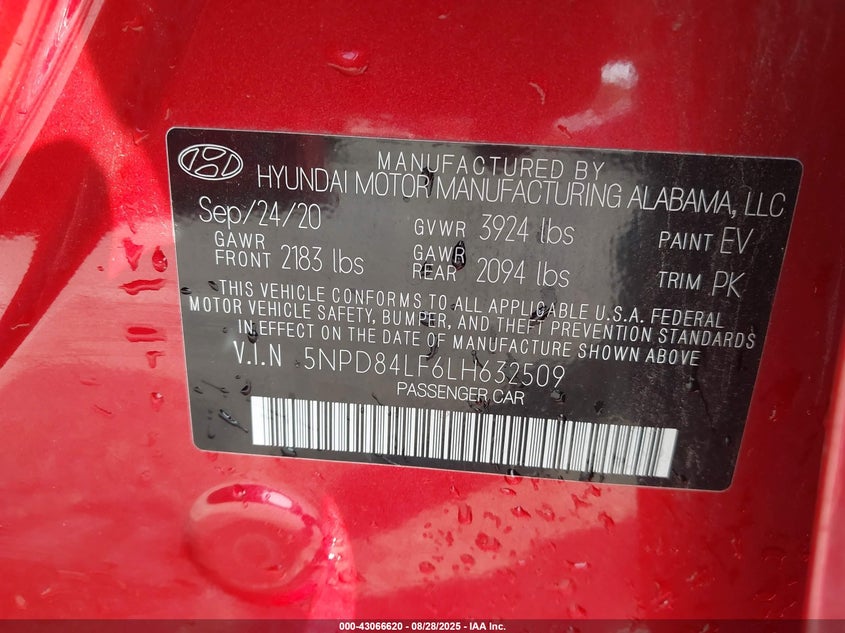 MANUFACTURED BY
HYUNDAI MOTOR MANUFACTURING ALABAMA, LLC
Sep/24/20 GVWR 3924 lbs PAINT EV
GAWR FRONT 2183 lbs GAWR REAR 2094 lbs TRIM PK
THIS VEHICLE CONFORMS TO ALL APPLICABLE U.S.A. FEDERAL
MOTOR VEHICLE SAFETY, BUMPER, AND THEFT PREVENTION STANDARDS
IN EFFECT ON THE DATE OF MANUFACTURE SHOWN ABOVE
V.I.N 5NPD84LF6LH632509
PASSENGER CAR
000-43066620 - 08/28/2025 - IAA Inc.